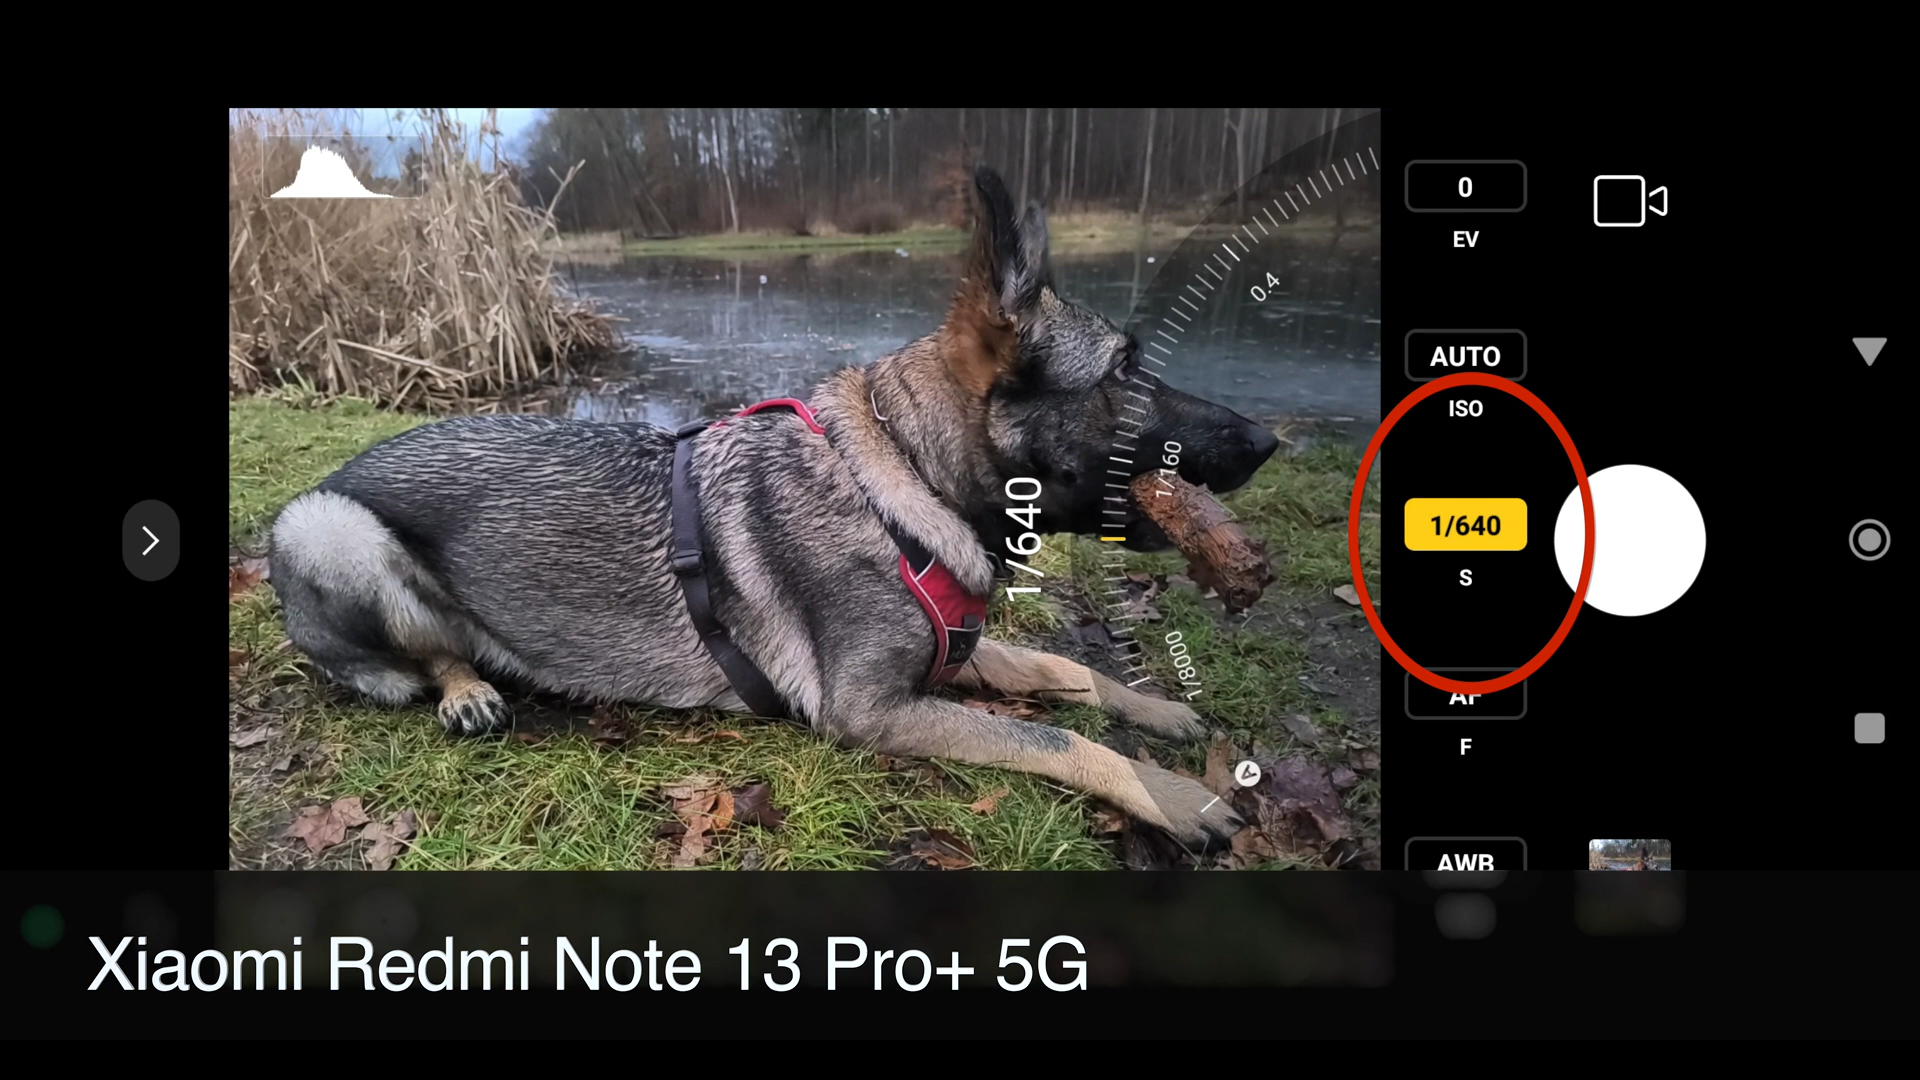 0
EV
AUTO
ISO
1/640
S
AF
F
AWB
0.4
1/160
1/640
1/8000
A
Xiaomi Redmi Note 13 Pro+ 5G